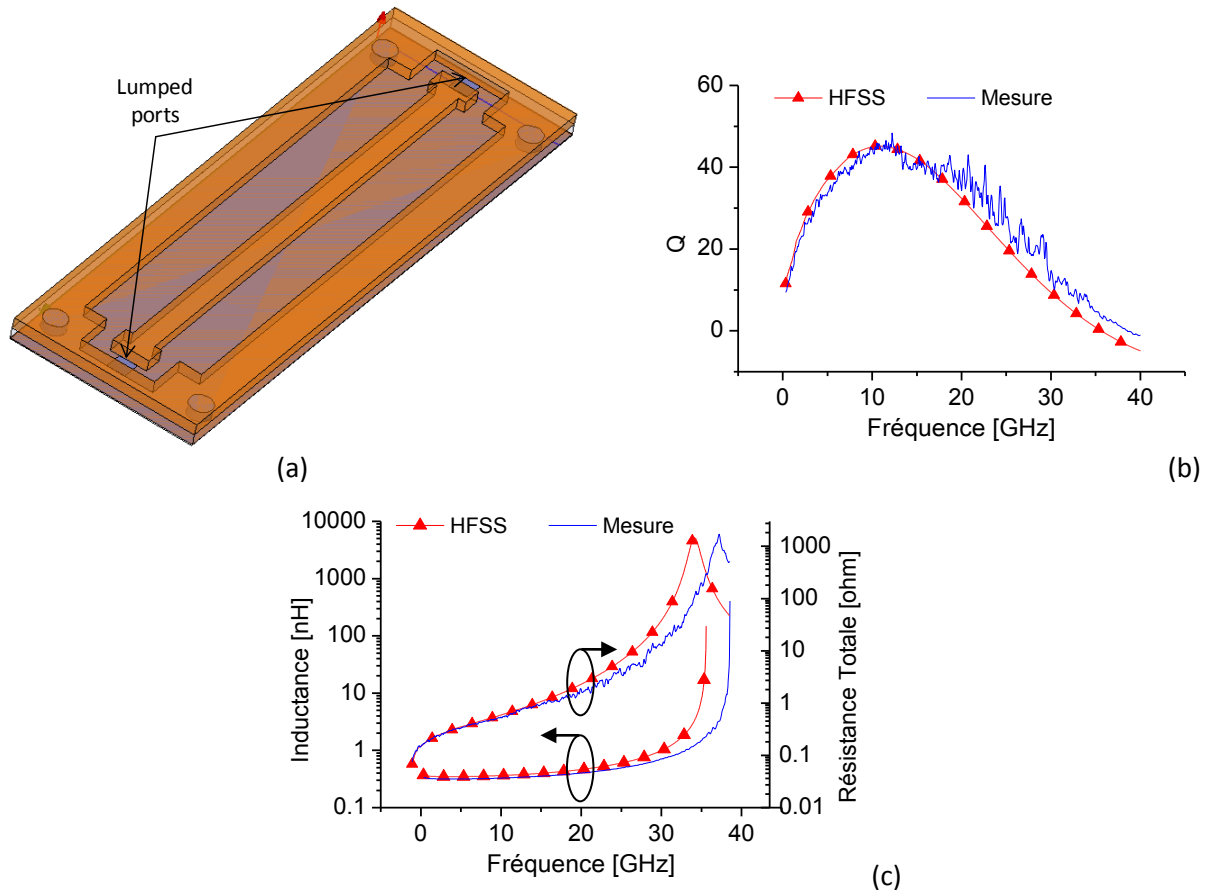 Lumped
ports
(a)
60
40
20
0
Q
HFSS
Mesure
0 10 20 30 40
Fréquence [GHz]
(b)
10000
1000
100
10
1
0.1
Inductance [nH]
HFSS
Mesure
1000
100
10
1
0.1
0.01
Résistance Totale [ohm]
0 10 20 30 40
Fréquence [GHz]
(c)